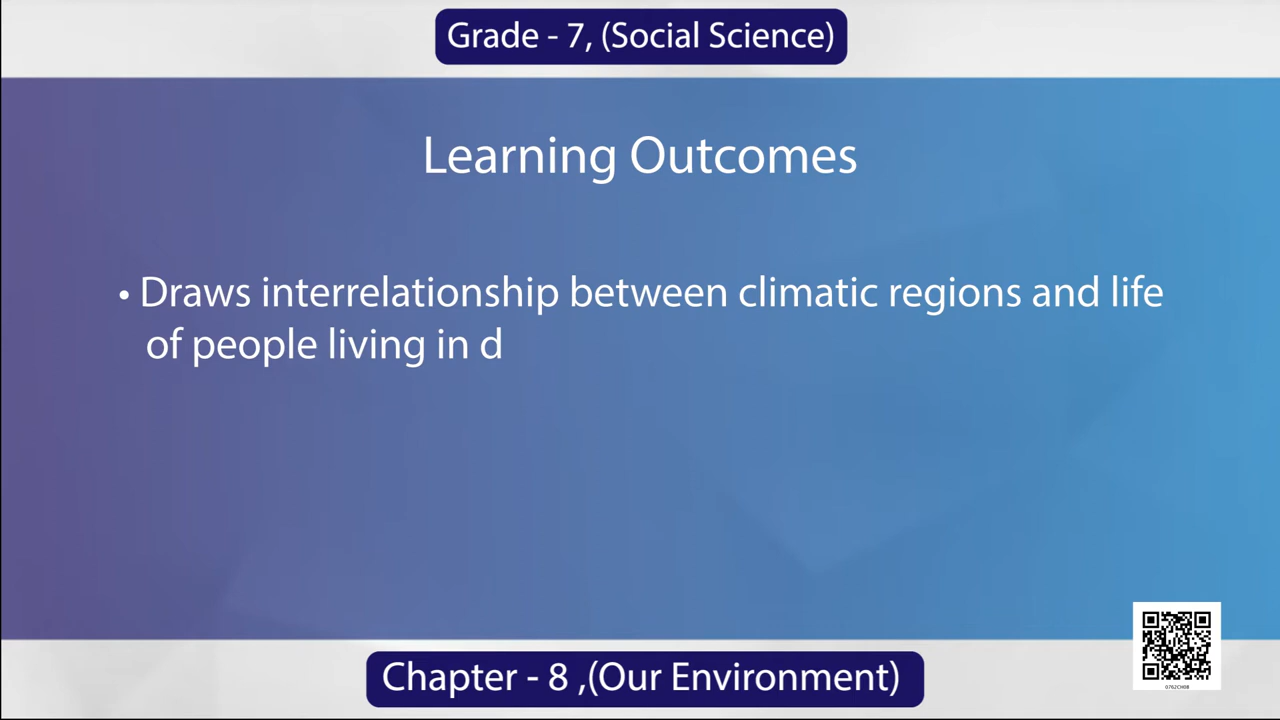 Grade - 7, (Social Science)
Learning Outcomes
• Draws interrelationship between climatic regions and life
of people living in d
Chapter - 8 ,(Our Environment)
0762CH08